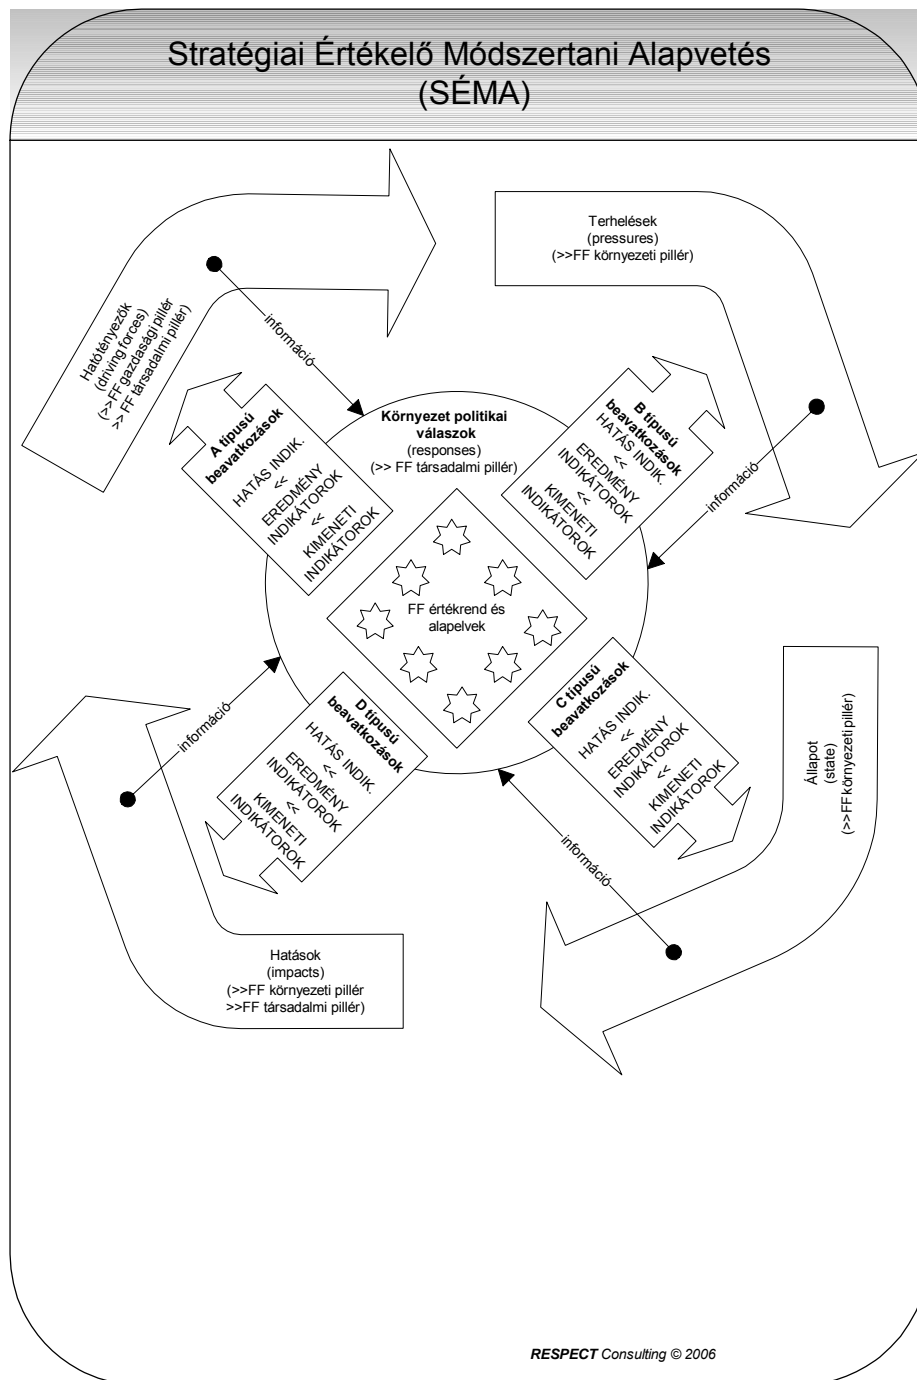 Stratégiai Értékelő Módszertani Alapvetés
(SÉMA)
Hatótényezők
(driving forces)
(>>FF gazdasági pillér
>> FF társadalmi pillér)
Terhelések
(pressures)
(>>FF környezeti pillér)
információ
A típusú
beavatkozások
HATÁS INDIK.
<<
EREDMÉNY
INDIKÁTOROK
<<
KIMENETI
INDIKÁTOROK
Környezet politikai
válaszok
(responses)
(>> FF társadalmi pillér)
B típusú
beavatkozások
HATÁS INDIK.
<<
EREDMÉNY
INDIKÁTOROK
<<
KIMENETI
INDIKÁTOROK
információ
FF értékrend és
alapelvek
információ
D típusú
beavatkozások
HATÁS INDIK.
<<
EREDMÉNY
INDIKÁTOROK
<<
KIMENETI
INDIKÁTOROK
C típusú
beavatkozások
HATÁS INDIK.
<<
EREDMÉNY
INDIKÁTOROK
<<
KIMENETI
INDIKÁTOROK
Állapot
(state)
(>>FF környezeti pillér)
információ
Hatások
(impacts)
(>>FF környezeti pillér
>>FF társadalmi pillér)
RESPECT Consulting © 2006